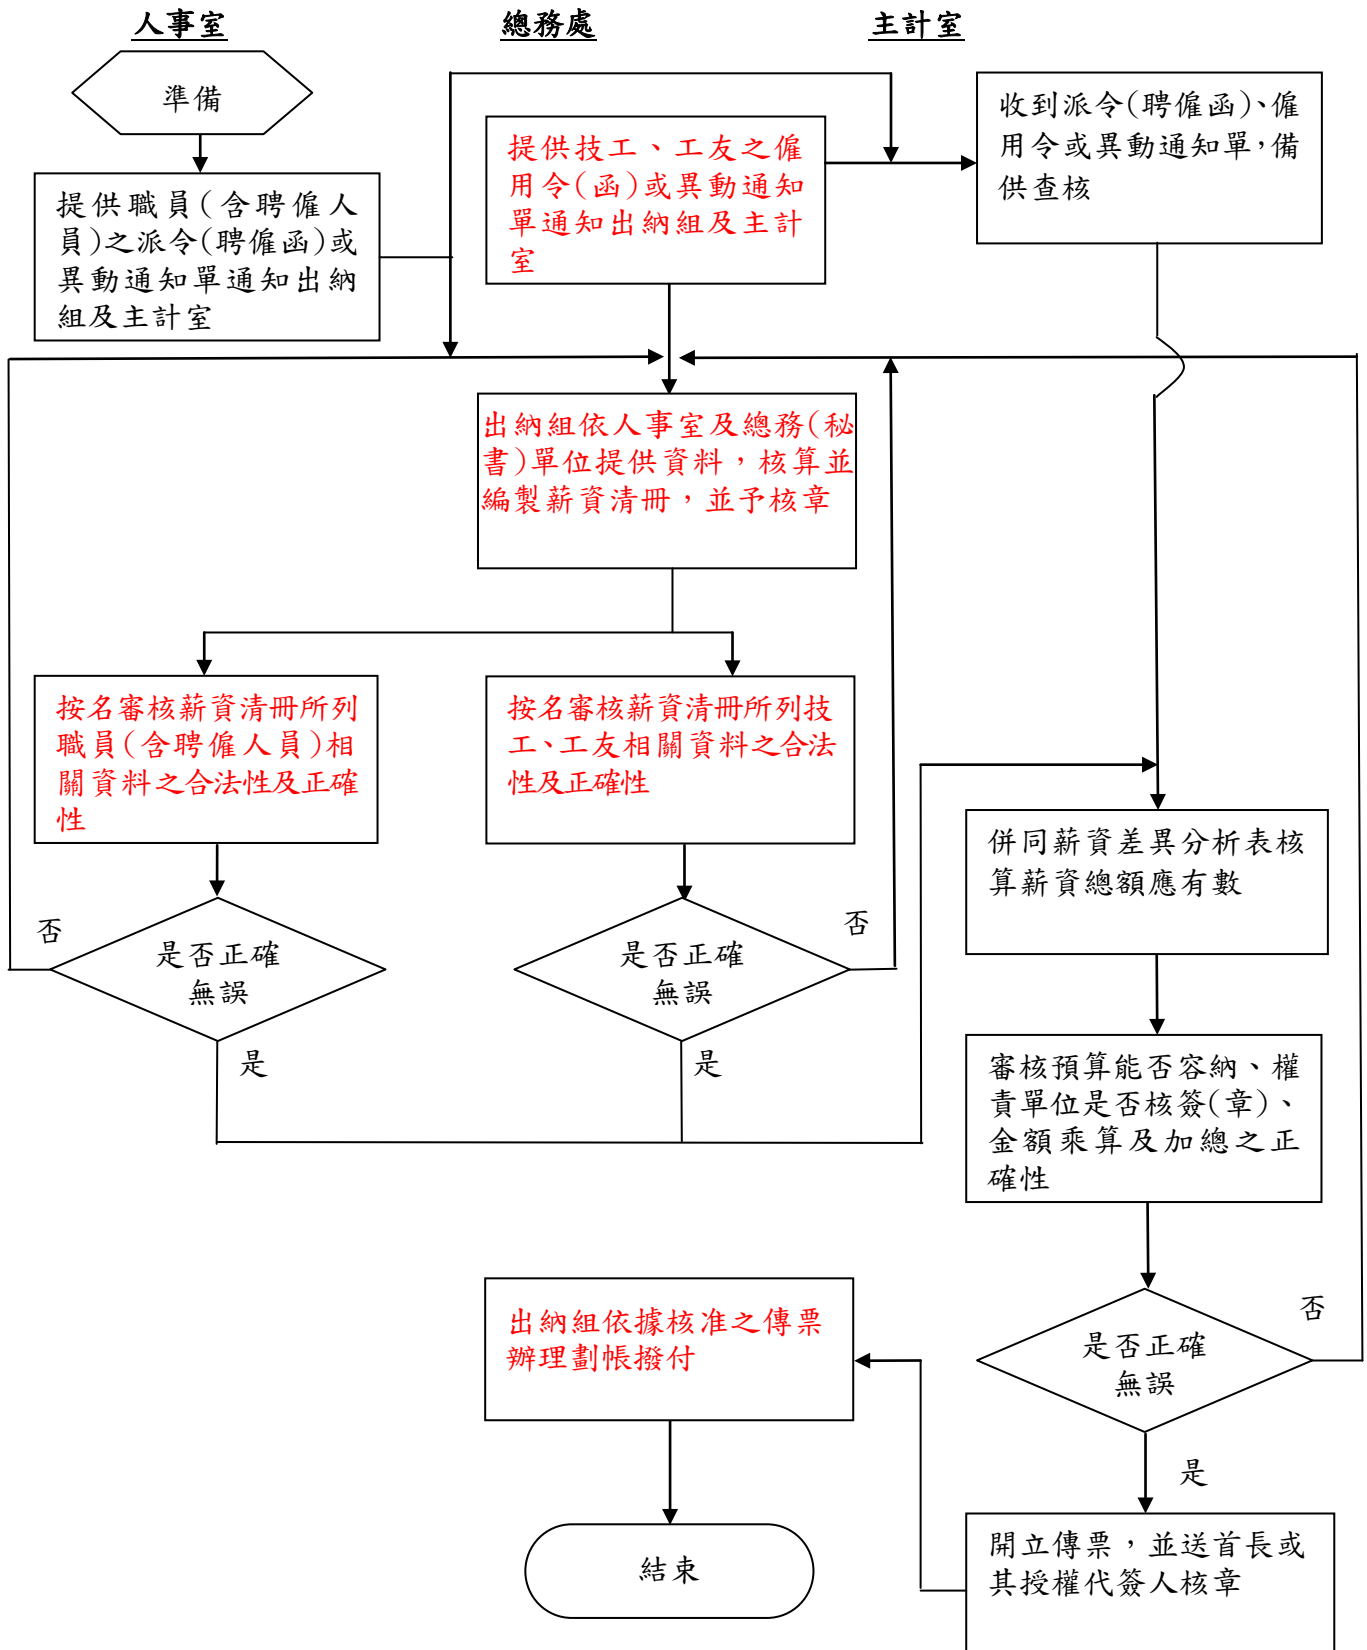 人事室
總務處
主計室
準備
提供職員(含聘僱人
員)之派令(聘僱函)或
異動通知單通知出納
組及主計室
提供技工、工友之僱
用令(函)或異動通知
單通知出納組及主計
室
收到派令(聘僱函)、僱
用令或異動通知單,備
供查核
出納組依人事室及總務(秘
書)單位提供資料，核算並
編製薪資清冊，並予核章
按名審核薪資清冊所列
職員(含聘僱人員)相
關資料之合法性及正確
性
按名審核薪資清冊所列技
工、工友相關資料之合法
性及正確性
併同薪資差異分析表核
算薪資總額應有數
否
是否正確
無誤
是
是否正確
無誤
否
是
審核預算能否容納、權
責單位是否核簽(章)、
金額乘算及加總之正
確性
出納組依據核准之傳票
辦理劃帳撥付
是否正確
無誤
否
是
結束
開立傳票，並送首長或
其授權代簽人核章